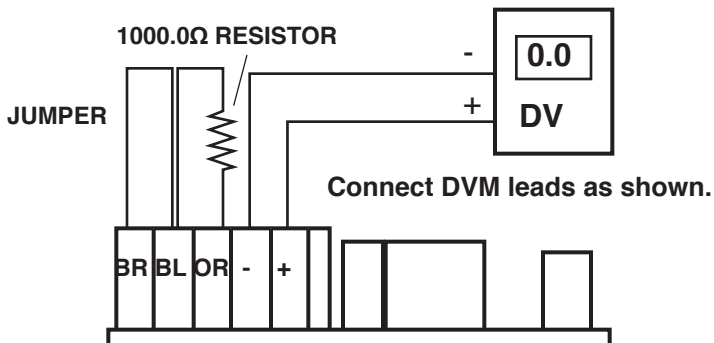 1000.0Ω RESISTOR
-
0.0
JUMPER
+
DV
Connect DVM leads as shown.
BR BL OR - +